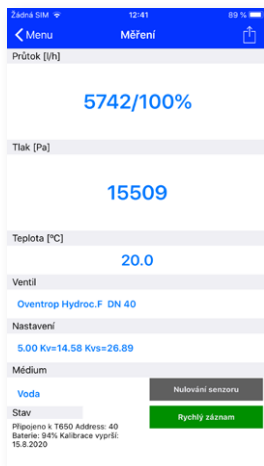 Žádná SIM 12:41 89 %
Menu Měření
Průtok [l/h]
5742/100%
Tlak [Pa]
15509
Teplota [ºC]
20.0
Ventil
Oventrop Hydroc.F DN 40
Nastavení
5.00 Kv=14.58 Kvs=26.89
Médium
Voda
Nulování senzoru
Stav
Rychlý záznam
Připojeno k T650 Address: 40
Baterie: 94% Kalibrace vyprší:
15.8.2020